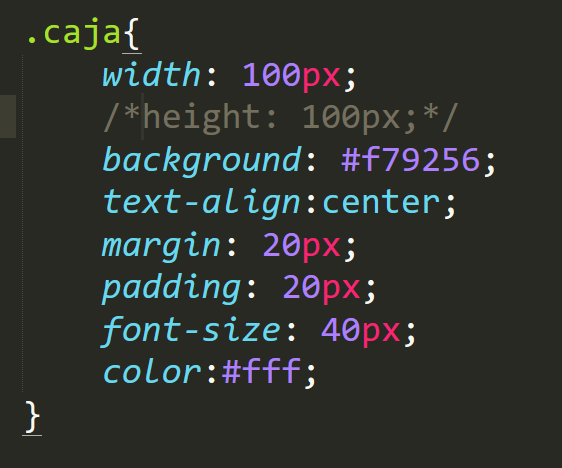 .caja{
width: 100px;
/*height: 100px;*/
background: #f79256;
text-align:center;
margin: 20px;
padding: 20px;
font-size: 40px;
color:#fff;
}